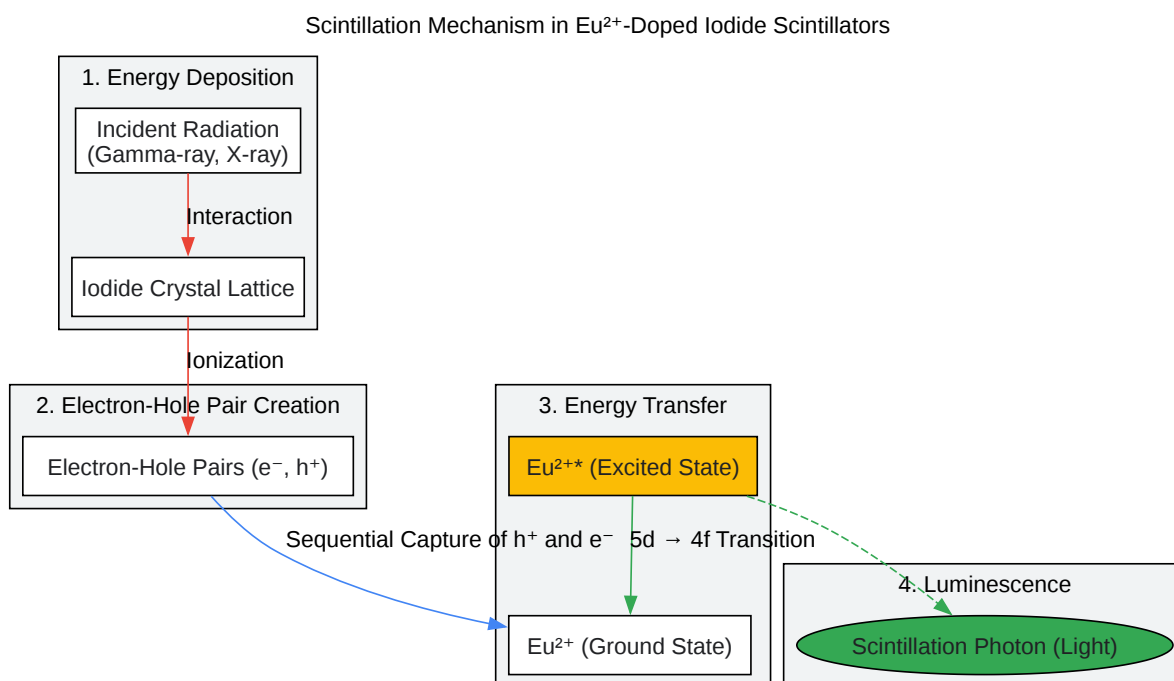 Scintillation Mechanism in Eu²⁺-Doped Iodide Scintillators
1. Energy Deposition
Incident Radiation
(Gamma-ray, X-ray)
Interaction
Iodide Crystal Lattice
Ionization
2. Electron-Hole Pair Creation
Electron-Hole Pairs (e⁻, h⁺)
3. Energy Transfer
Eu²⁺* (Excited State)
Sequential Capture of h⁺ and e⁻
5d → 4f Transition
Eu²⁺ (Ground State)
4. Luminescence
Scintillation Photon (Light)